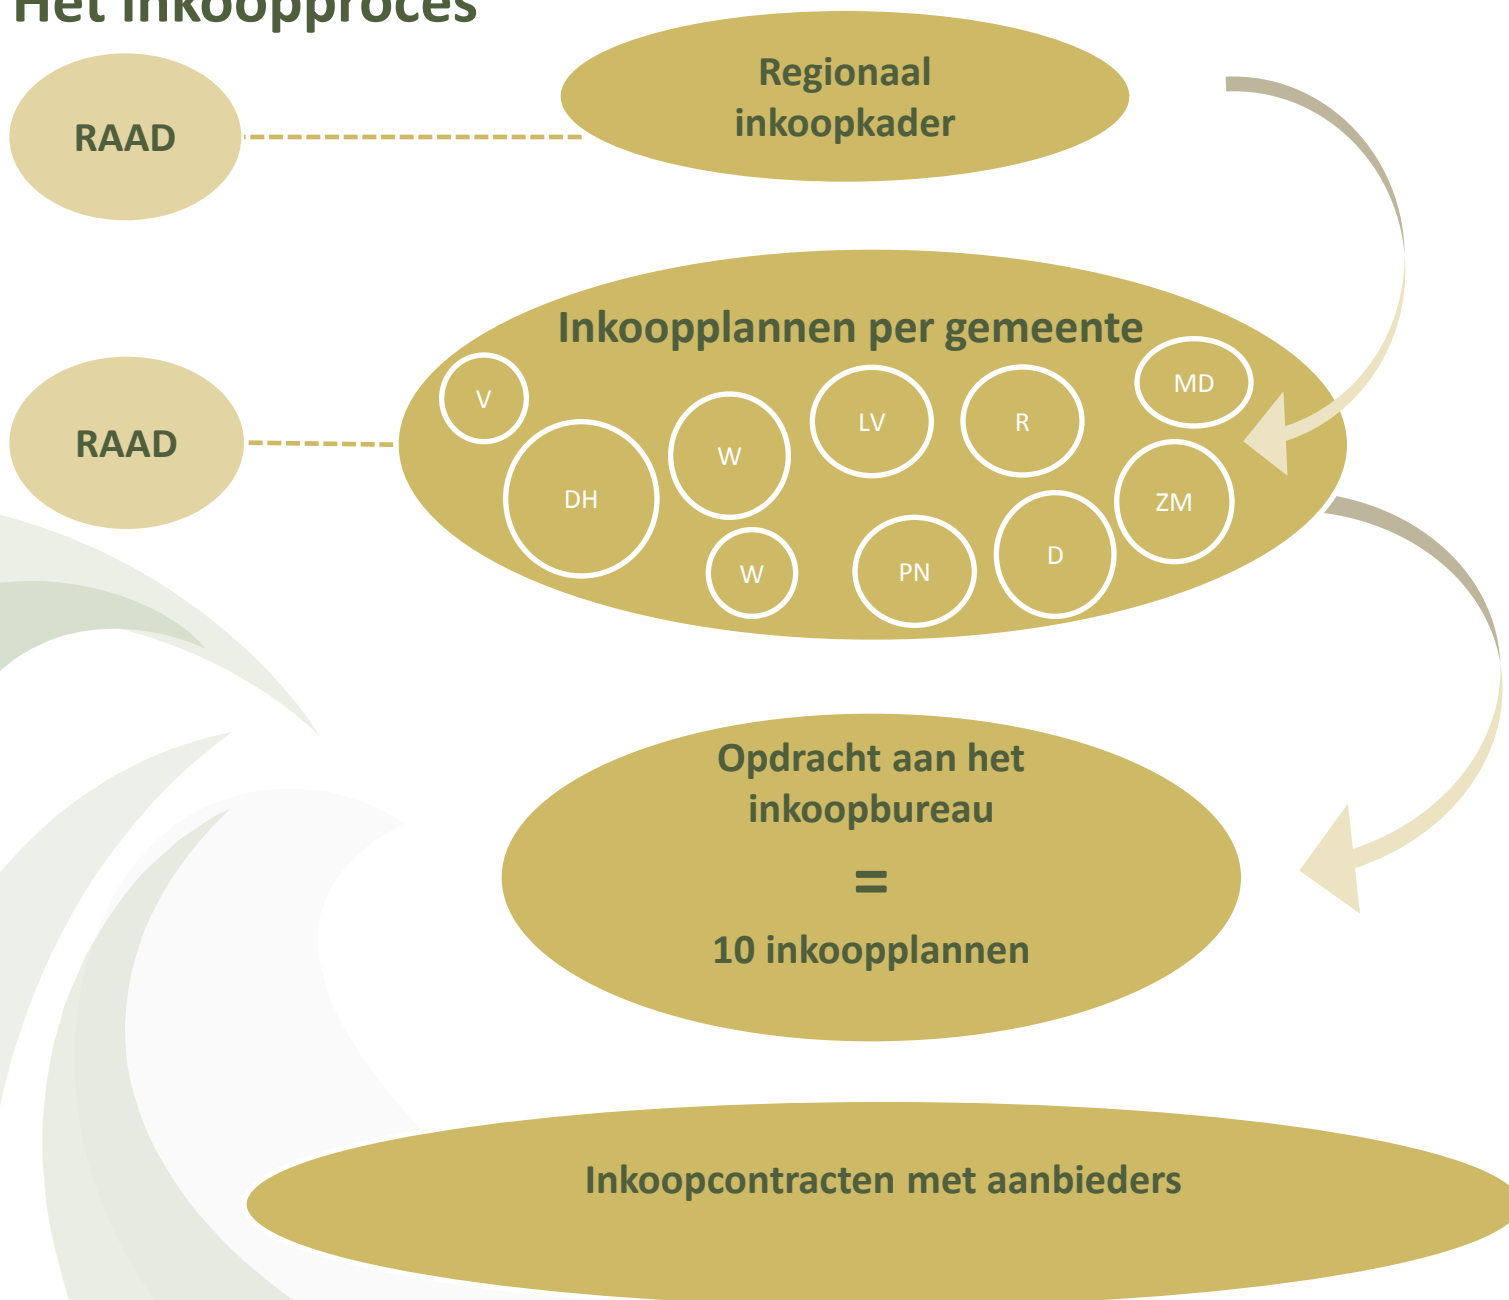 Het inkoopproces
Regionaal
inkoopkader
RAAD
Inkoopplannen per gemeente
RAAD
V
DH
W
W
LV
PN
R
D
MD
ZM
Opdracht aan het
inkoopbureau
=
10 inkoopplannen
Inkoopcontracten met aanbieders